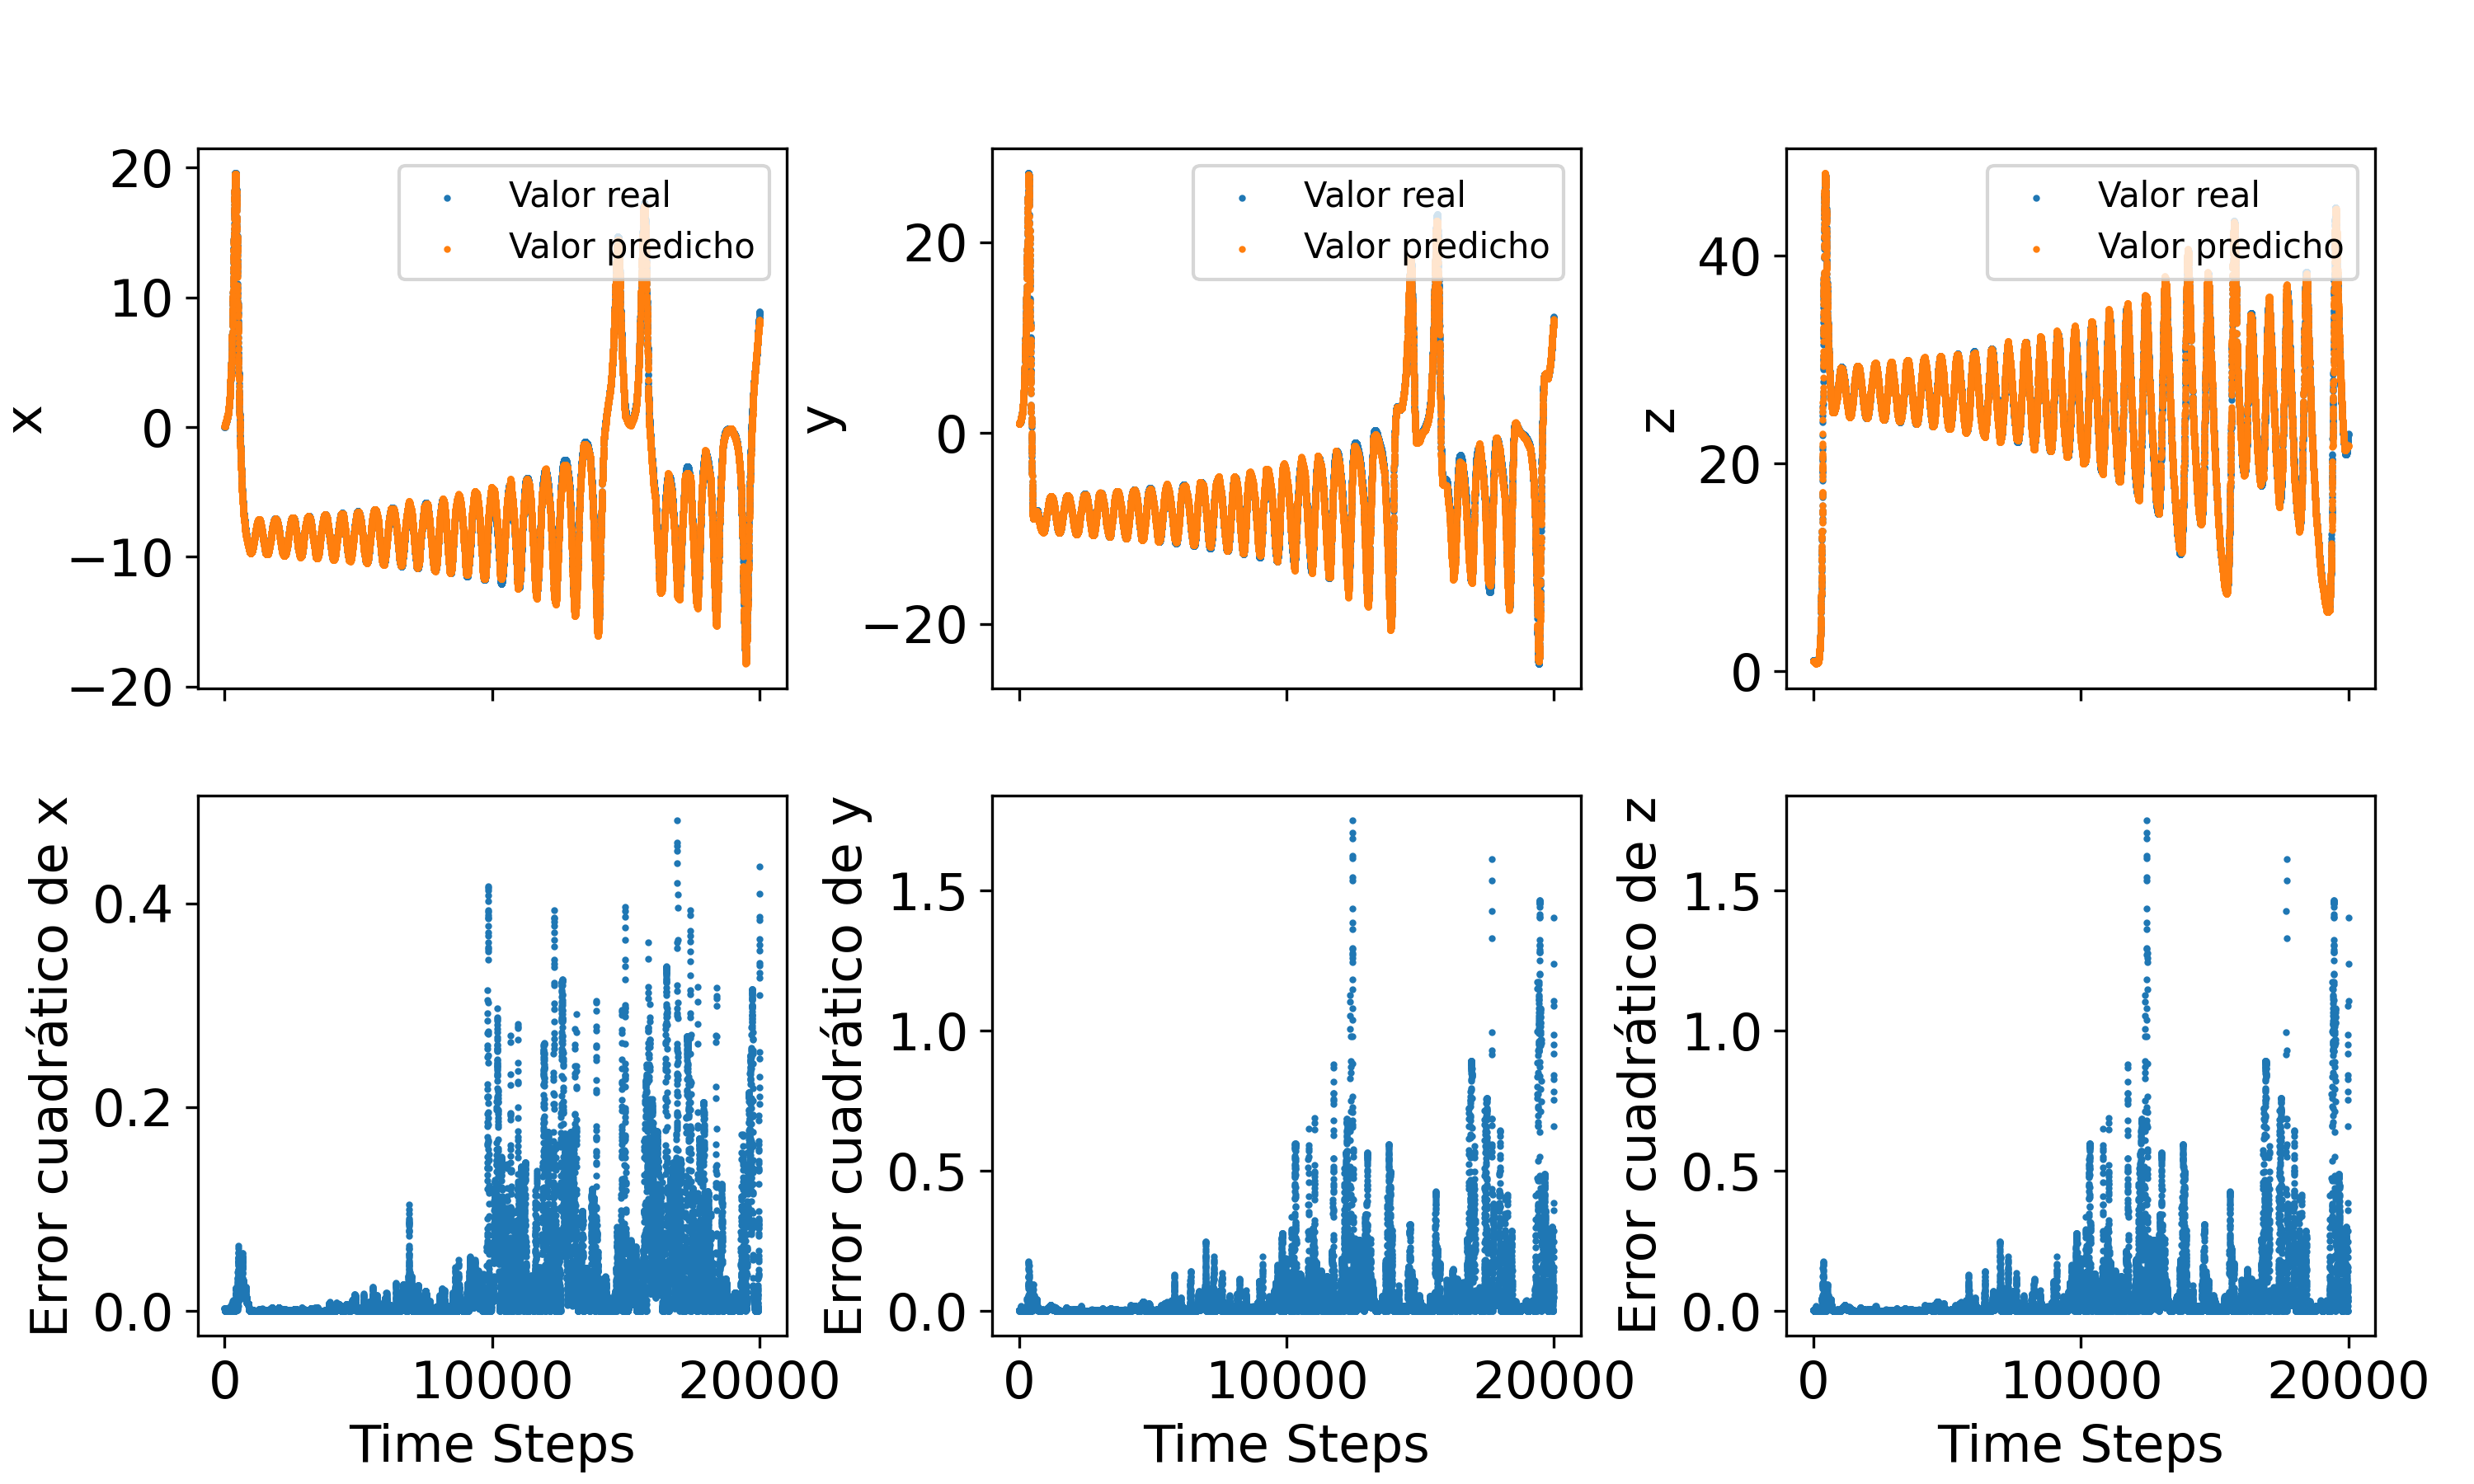 20
10
0
−10
−20
x
Valor real
Valor predicho
20
0
−20
y
Valor real
Valor predicho
40
20
0
z
Valor real
Valor predicho
0.4
0.2
0.0
Error cuadrático de x
0
10000
20000
Time Steps
1.5
1.0
0.5
0.0
Error cuadrático de y
0
10000
20000
Time Steps
1.5
1.0
0.5
0.0
Error cuadrático de z
0
10000
20000
Time Steps